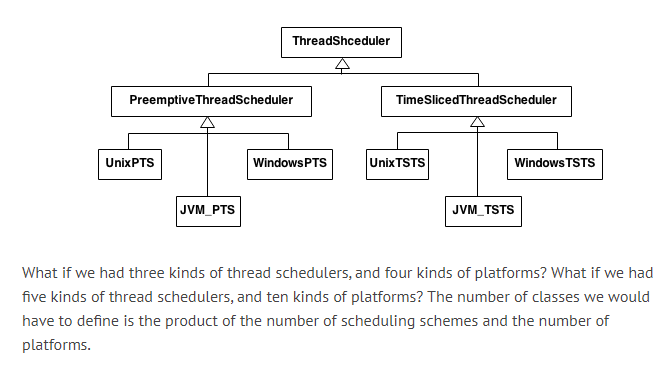 ThreadShceduler
PreemptiveThreadScheduler
TimeSlicedThreadScheduler
UnixPTS
WindowsPTS
UnixTSTS
WindowsTSTS
JVM_PTS
JVM_TSTS
What if we had three kinds of thread schedulers, and four kinds of platforms? What if we had
five kinds of thread schedulers, and ten kinds of platforms? The number of classes we would
have to define is the product of the number of scheduling schemes and the number of
platforms.